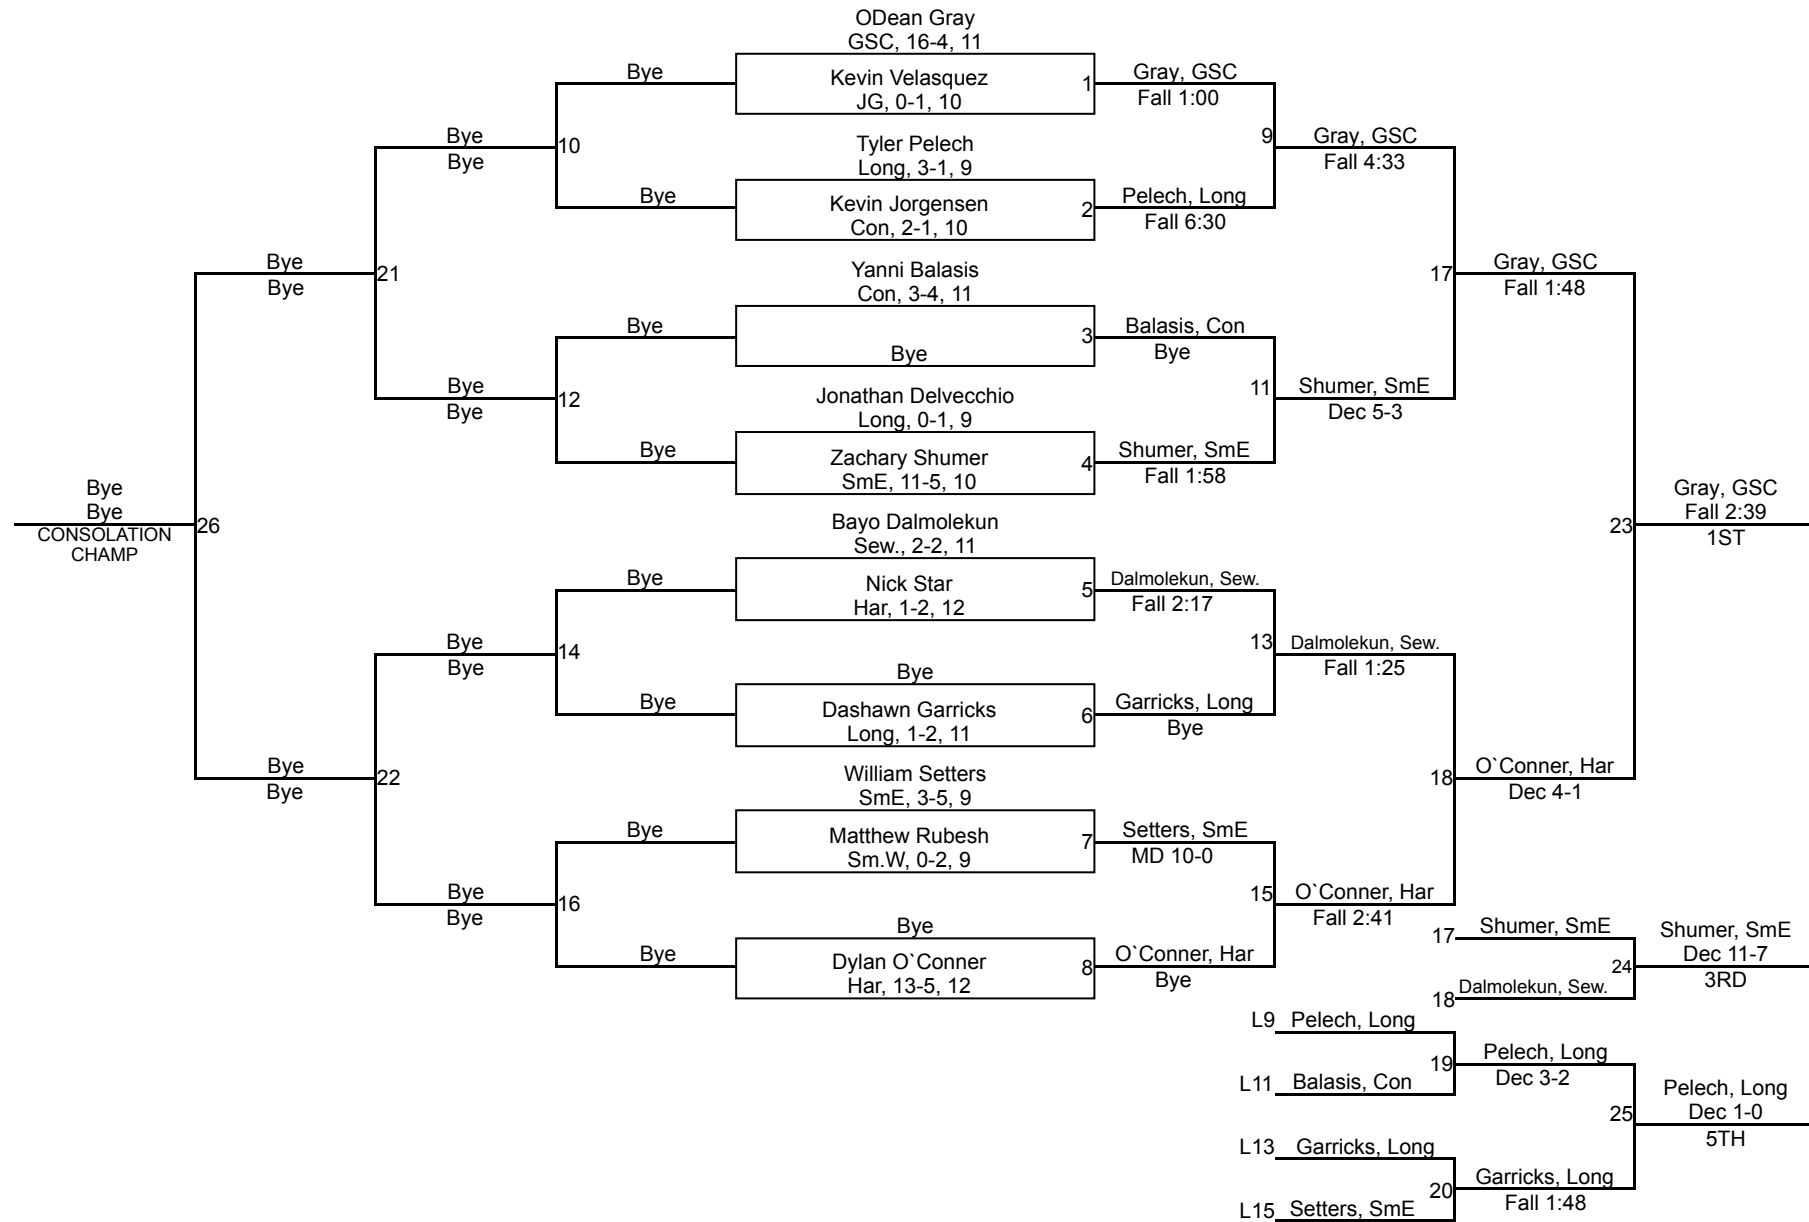 ODean Gray
GSC, 16-4, 11
Bye
Kevin Velasquez
JG, 0-1, 10
1
Gray, GSC
Fall 1:00
Bye
Bye
10
Tyler Pelech
Long, 3-1, 9
9
Gray, GSC
Fall 4:33
Bye
Kevin Jorgensen
Con, 2-1, 10
2
Pelech, Long
Fall 6:30
Bye
Bye
21
Yanni Balasis
Con, 3-4, 11
17
Gray, GSC
Fall 1:48
Bye
Bye
3
Balasis, Con
Bye
Bye
Bye
12
Jonathan Delvecchio
Long, 0-1, 9
11
Shumer, SmE
Dec 5-3
Bye
Zachary Shumer
SmE, 11-5, 10
4
Shumer, SmE
Fall 1:58
Bye
Bye
CONSOLATION
CHAMP
26
Bayo Dalmolekun
Sew., 2-2, 11
23
Gray, GSC
Fall 2:39
1ST
Bye
Nick Star
Har, 1-2, 12
5
Dalmolekun, Sew.
Fall 2:17
Bye
Bye
14
Bye
13
Dalmolekun, Sew.
Fall 1:25
Bye
Dashawn Garricks
Long, 1-2, 11
6
Garricks, Long
Bye
Bye
Bye
22
William Setters
SmE, 3-5, 9
18
O`Conner, Har
Dec 4-1
Bye
Matthew Rubesh
Sm.W, 0-2, 9
7
Setters, SmE
MD 10-0
Bye
Bye
16
Bye
15
O`Conner, Har
Fall 2:41
Bye
Dylan O`Conner
Har, 13-5, 12
8
O`Conner, Har
Bye
17
Shumer, SmE
24
Shumer, SmE
Dec 11-7
3RD
18
Dalmolekun, Sew.
L9
Pelech, Long
19
Pelech, Long
Dec 3-2
L11
Balasis, Con
25
Pelech, Long
Dec 1-0
5TH
L13
Garricks, Long
20
Garricks, Long
Fall 1:48
L15
Setters, SmE